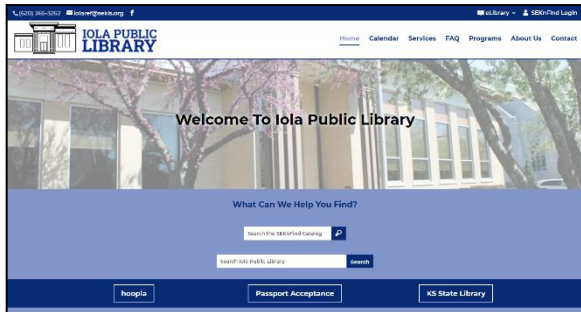 (620) 365-3262 iolaref@sekls.org
eLibrary SEKnFind Login
IOLA PUBLIC
LIBRARY
Home Calendar Services FAQ Programs About Us Contact
Welcome To Iola Public Library
What Can We Help You Find?
Search the SEKnFind Catalog
Search Iola Public Library Search
hoopla Passport Acceptance KS State Library